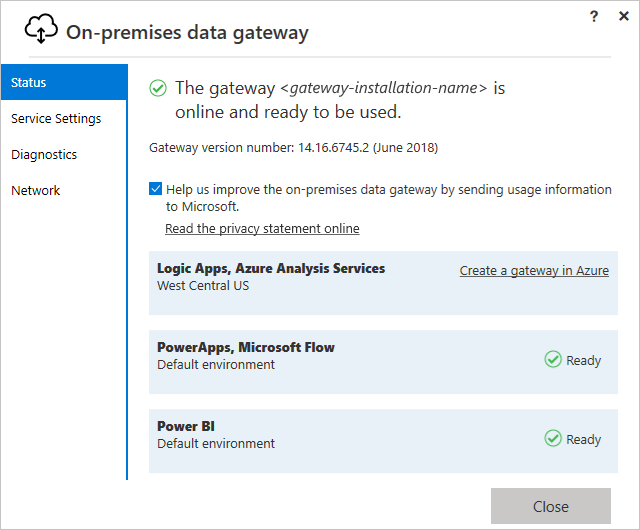 ? ×
On-premises data gateway
Status
Service Settings
Diagnostics
Network
The gateway <gateway-installation-name> is
online and ready to be used.
Gateway version number: 14.16.6745.2 (June 2018)
Help us improve the on-premises data gateway by sending usage information
to Microsoft.
Read the privacy statement online
Logic Apps, Azure Analysis Services
West Central US
Create a gateway in Azure
PowerApps, Microsoft Flow
Default environment
Ready
Power BI
Default environment
Ready
Close